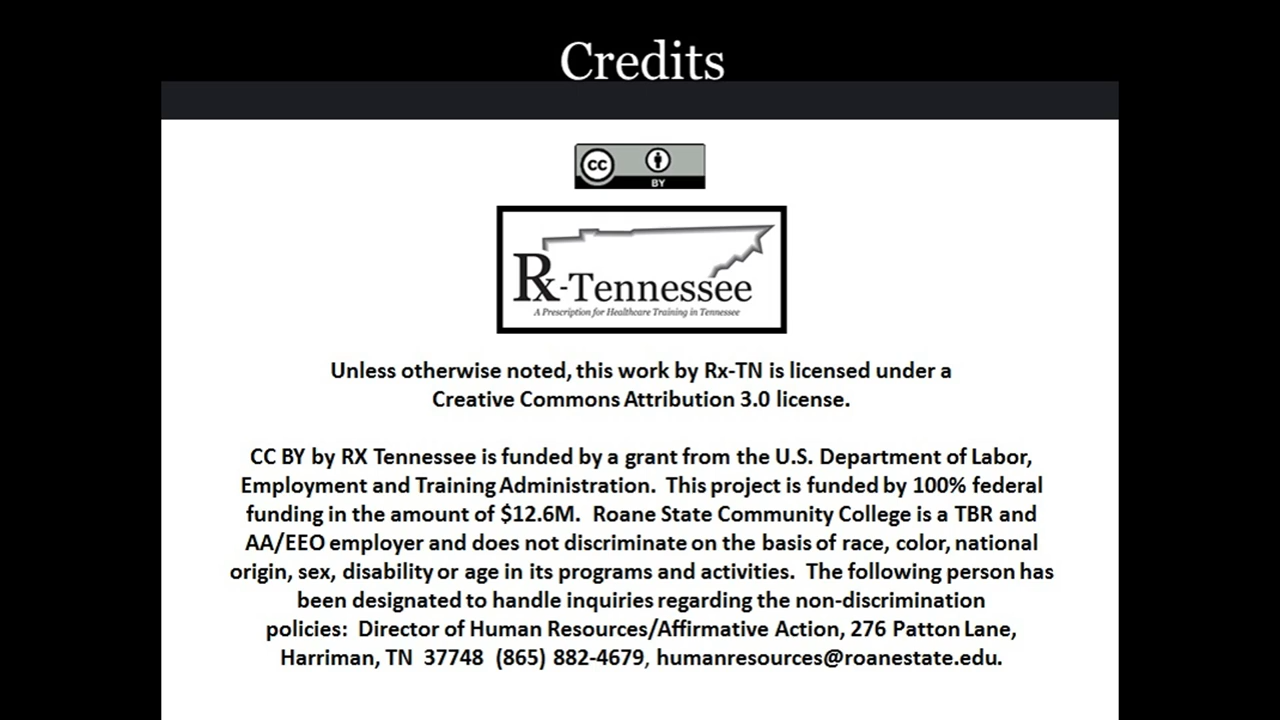 Credits
cc
BY
Rx-Tennessee
A Prescription for Healthcare Training in Tennessee
Unless otherwise noted, this work by Rx-TN is licensed under a
Creative Commons Attribution 3.0 license.
CC BY by RX Tennessee is funded by a grant from the U.S. Department of Labor,
Employment and Training Administration.  This project is funded by 100% federal
funding in the amount of $12.6M.  Roane State Community College is a TBR and
AA/EEO employer and does not discriminate on the basis of race, color, national
origin, sex, disability or age in its programs and activities.  The following person has
been designated to handle inquiries regarding the non-discrimination
policies:  Director of Human Resources/Affirmative Action, 276 Patton Lane,
Harriman, TN  37748  (865) 882-4679, humanresources@roanestate.edu.